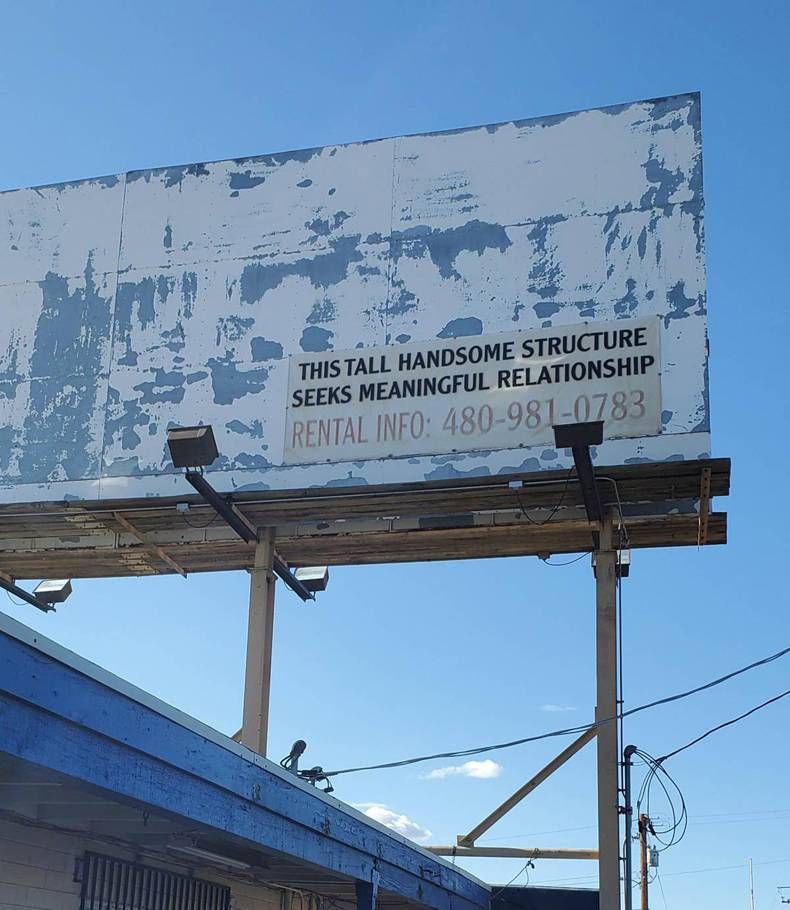 THIS TALL HANDSOME STRUCTURE
SEEKS MEANINGFUL RELATIONSHIP
RENTAL INFO: 480-981-0783